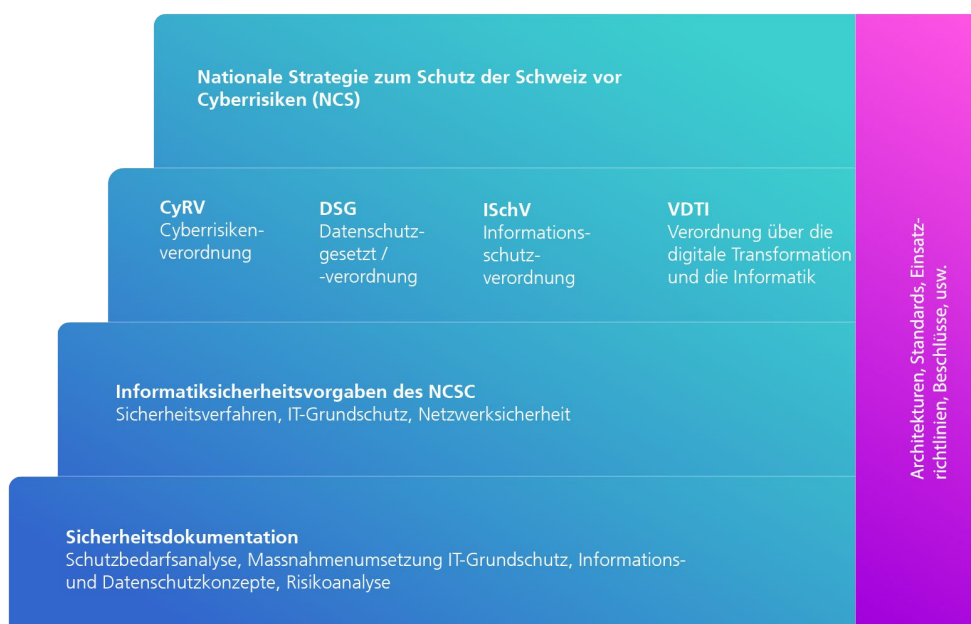 Nationale Strategie zum Schutz der Schweiz vor
Cyberrisiken (NCS)
CyRV
Cyberrisiken-
verordnung
DSG
Datenschutz-
gesetzt /
-verordnung
ISchV
Informations-
schutz-
verordnung
VDTI
Verordnung über die
digitale Transformation
und die Informatik
Informatiksicherheitsvorgaben des NCSC
Sicherheitsverfahren, IT-Grundschutz, Netzwerksicherheit
Sicherheitsdokumentation
Schutzbedarfsanalyse, Massnahmenumsetzung IT-Grundschutz, Informations-
und Datenschutzkonzepte, Risikoanalyse
Architekturen, Standards, Einsatz-
richtlinien, Beschlüsse, usw.